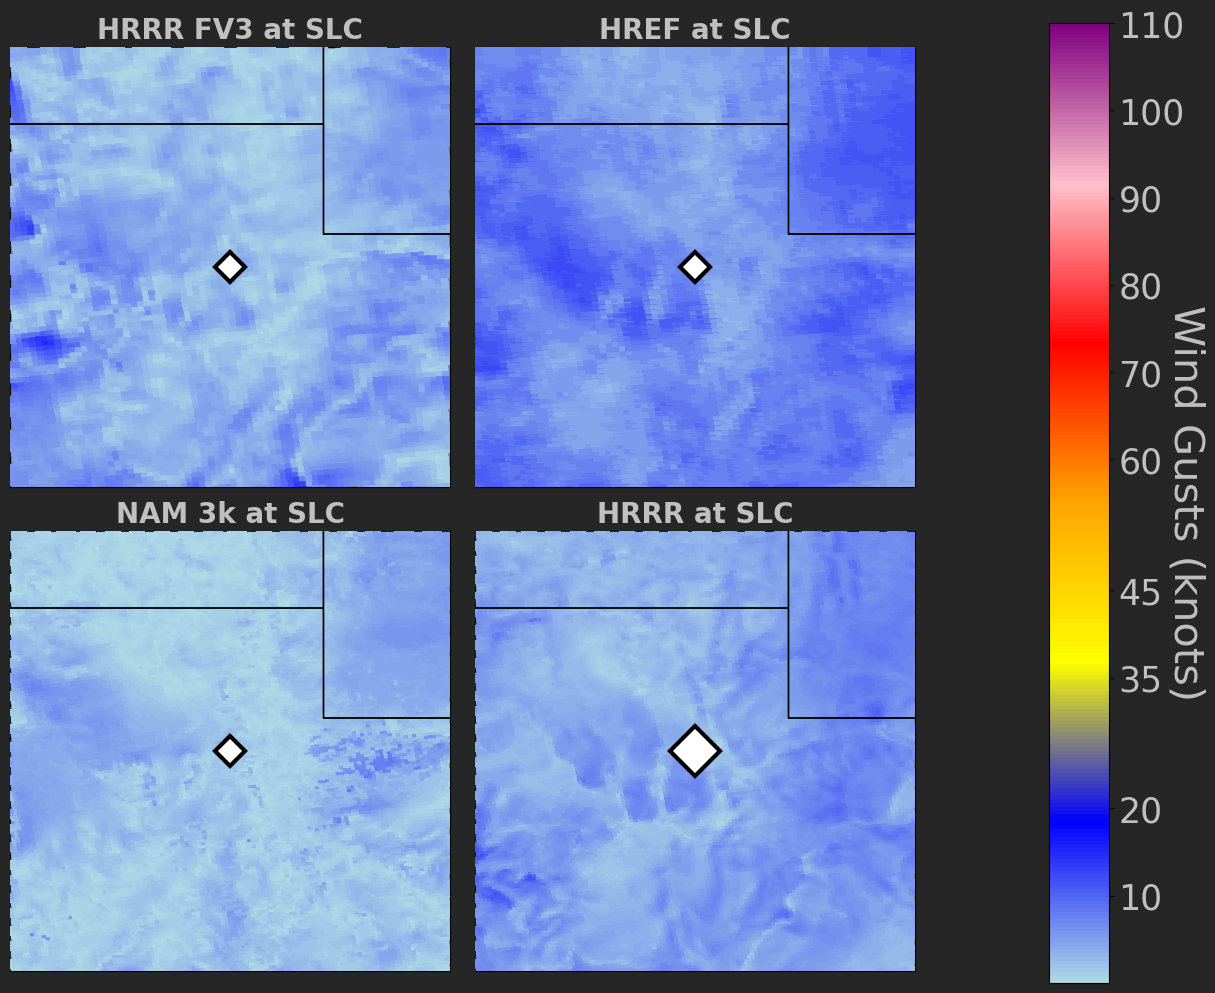 HRRR FV3 at SLC
HREF at SLC
NAM 3k at SLC
HRRR at SLC
110
100
90
80
70
60
45
35
20
10
Wind Gusts (knots)